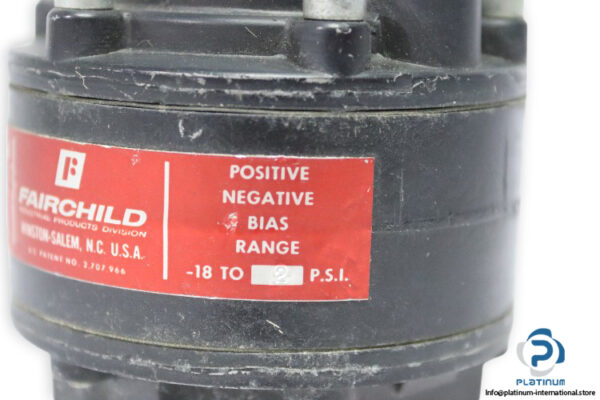 FAIRCHILD
INDUSTRIAL PRODUCTS DIVISION
WINSTON-SALEM, N.C. U.S.A.
U.S. PATENT NO. 2,707,966
POSITIVE
NEGATIVE
BIAS
RANGE
-18 TO 2 P.S.I.
PLATINUM
Info@platinum-international.store